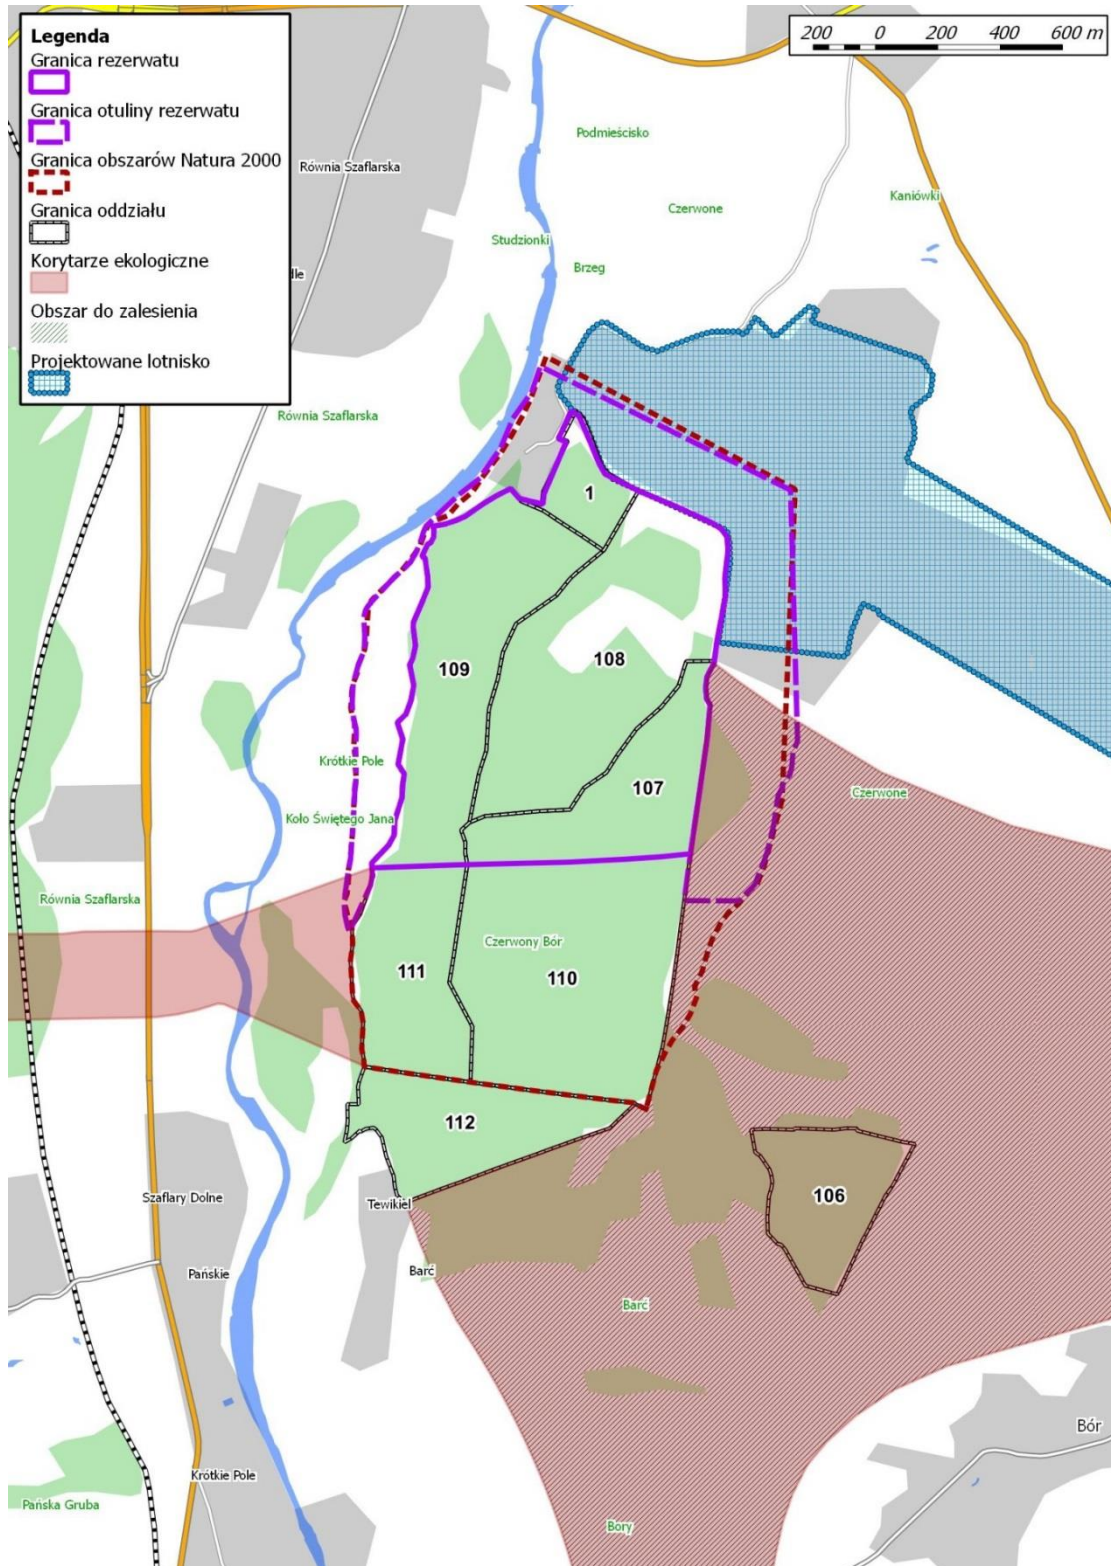 Legenda
Granica rezerwatu
Granica otuliny rezerwatu
Granica obszarów Natura 2000
Granica oddziału
Korytarze ekologiczne
Obszar do zalesienia
Projektowane lotnisko
200 0 200 400 600 m
Podmieścisko
Równia Szaflarska
Kaniówki
Czerwone
Studzionki
Brzeg
dle
Równia Szaflarska
1
108
109
Krótkie Pole
107
Czerwone
Koło Świętego Jana
Równia Szaflarska
Czerwony Bór
111
110
112
106
Szaflary Dolne
Tewikiel
Pańskie
Barć
Barć
Bór
Krótkie Pole
Pańska Gruba
Bory